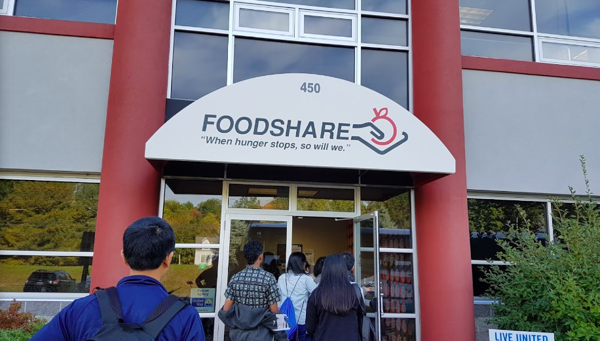 450
FOODSHARE
"When hunger stops, so will we."
LIVE UNITED